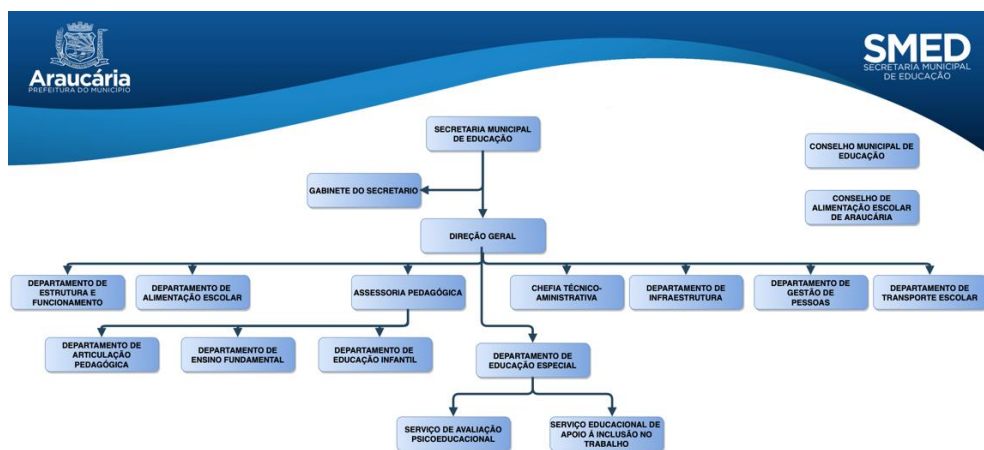 Araucária
PREFEITURA DO MUNICÍPIO
SMED
SECRETARIA MUNICIPAL
DE EDUCAÇÃO
SECRETARIA MUNICIPAL
DE EDUCAÇÃO
CONSELHO MUNICIPAL DE
EDUCAÇÃO
GABINETE DO SECRETARIO
CONSELHO DE
ALIMENTAÇÃO ESCOLAR
DE ARAUCÁRIA
DIREÇÃO GERAL
DEPARTAMENTO DE
ESTRUTURA E
FUNCIONAMENTO
DEPARTAMENTO DE
ALIMENTAÇÃO ESCOLAR
ASSESSORIA PEDAGÓGICA
CHEFIA TÉCNICO-
AMINISTRATIVA
DEPARTAMENTO DE
INFRAESTRUTURA
DEPARTAMENTO DE
GESTÃO DE
PESSOAS
DEPARTAMENTO DE
TRANSPORTE ESCOLAR
DEPARTAMENTO DE
ARTICULAÇÃO
PEDAGÓGICA
DEPARTAMENTO DE
ENSINO FUNDAMENTAL
DEPARTAMENTO DE
EDUCAÇÃO INFANTIL
DEPARTAMENTO DE
EDUCAÇÃO ESPECIAL
SERVIÇO DE AVALIAÇÃO
PSICOEDUCACIONAL
SERVIÇO EDUCACIONAL DE
APOIO Á INCLUSÃO NO
TRABALHO